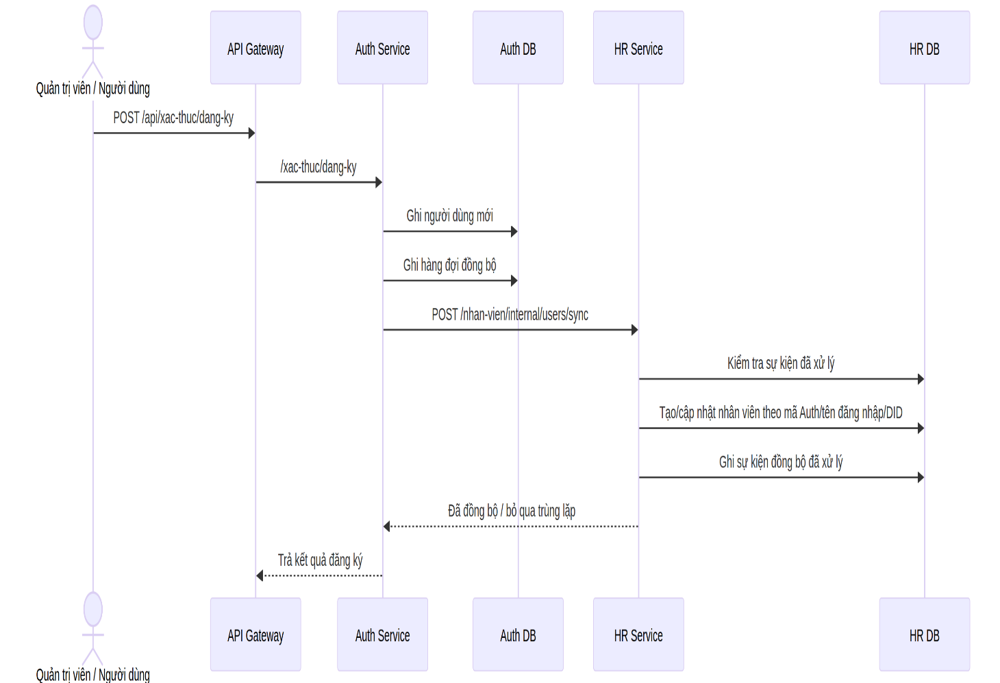 API Gateway
Auth Service
Auth DB
HR Service
HR DB
Quản trị viên / Người dùng
POST /api/xac-thuc/dang-ky
/xac-thuc/dang-ky
Ghi người dùng mới
Ghi hàng đợi đồng bộ
POST /nhan-vien/internal/users/sync
Kiểm tra sự kiện đã xử lý
Tạo/cập nhật nhân viên theo mã Auth/tên đăng nhập/DID
Ghi sự kiện đồng bộ đã xử lý
Đã đồng bộ / bỏ qua trùng lặp
Trả kết quả đăng ký
API Gateway
Auth Service
Auth DB
HR Service
HR DB
Quản trị viên / Người dùng